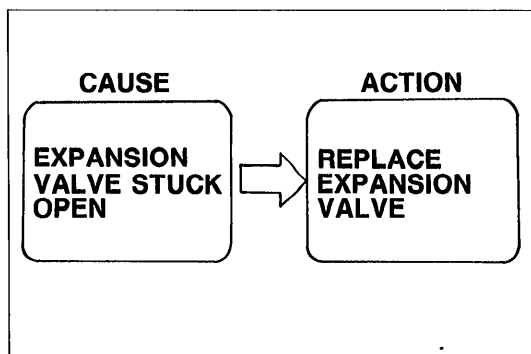 CAUSE
EXPANSION
VALVE STUCK
OPEN
ACTION
REPLACE
EXPANSION
VALVE